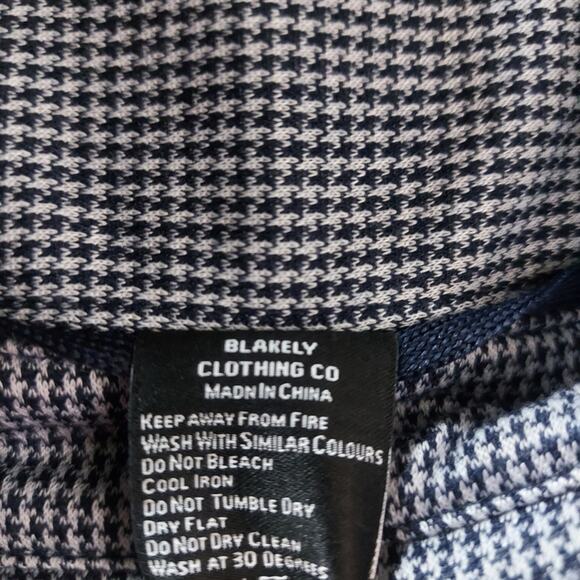 BLAKELY
CLOTHING CO
MADE IN CHINA
KEEP AWAY FROM FIRE
WASH WITH SIMILAR COLOURS
DO NOT BLEACH
COOL IRON
DO NOT TUMBLE DRY
DRY FLAT
DO NOT DRY CLEAN
WASH AT 30 DEGREES